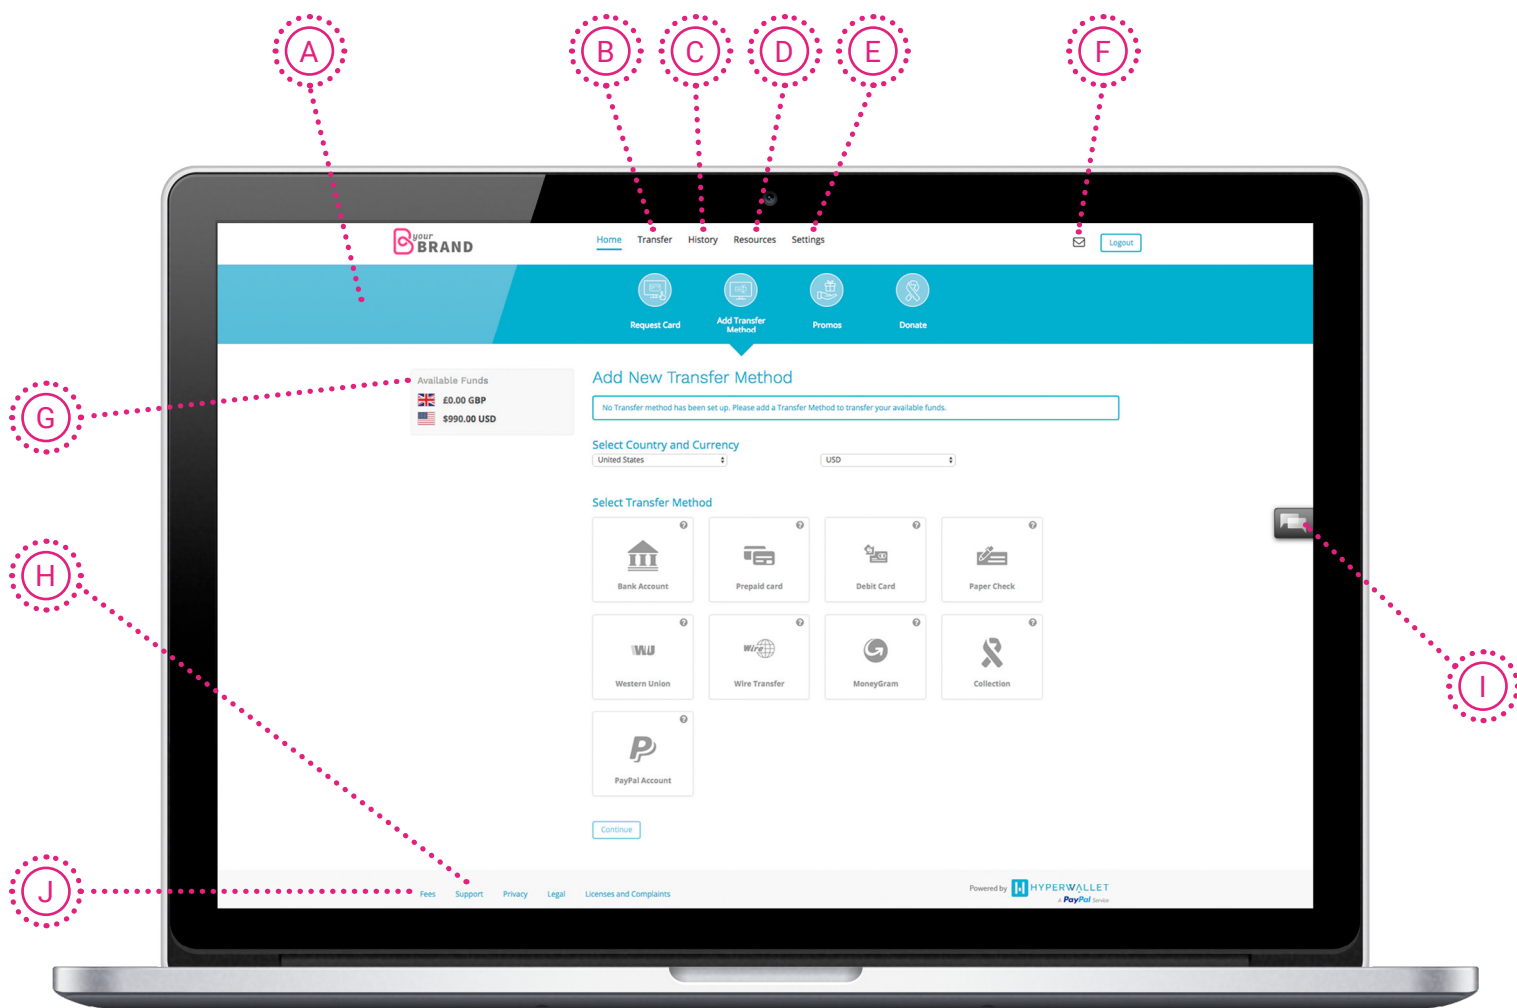 A
B
C
D
E
F
your
BRAND
Home
Transfer
History
Resources
Settings
Logout
Request Card
Add Transfer
Method
Promos
Donate
G
Available Funds
£0.00 GBP
$990.00 USD
Add New Transfer Method
No Transfer method has been set up. Please add a Transfer Method to transfer your available funds.
Select Country and Currency
United States
USD
Select Transfer Method
Bank Account
Prepaid card
Debit Card
Paper Check
H
WU
Wire
Western Union
Wire Transfer
MoneyGram
Collection
I
PayPal Account
Continue
J
Fees
Support
Privacy
Legal
Licenses and Complaints
Powered by HYPERWALLET
A PayPal Service